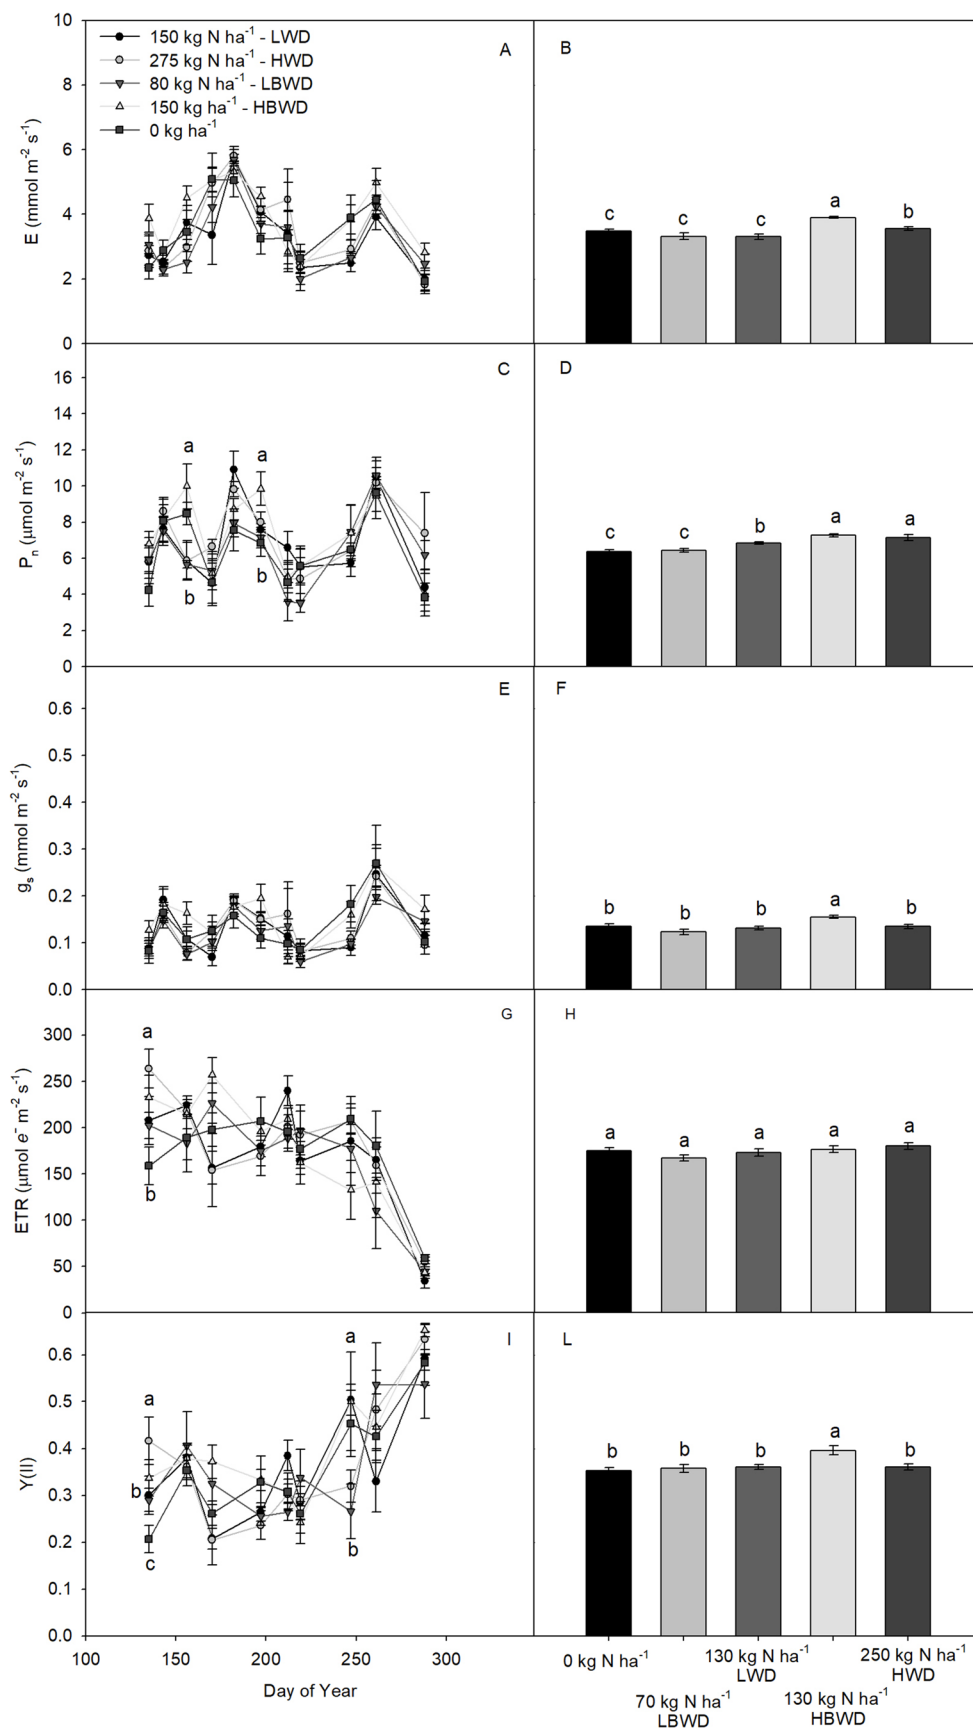 10
8
6
4
2
0
E (mmol m⁻² s⁻¹)
150 kg N ha⁻¹ - LWD
275 kg N ha⁻¹ - HWD
80 kg N ha⁻¹ - LBWD
150 kg ha⁻¹ - HBWD
0 kg ha⁻¹
A
B
c
c
c
a
b
16
14
12
10
8
6
4
2
0
Pₙ (μmol m⁻² s⁻¹)
C
a
a
b
b
D
c
c
b
a
a
0.6
0.5
0.4
0.3
0.2
0.1
0.0
gₛ (mmol m⁻² s⁻¹)
E
F
b
b
b
a
b
300
250
200
150
100
50
0
ETR (μmol e⁻ m⁻² s⁻¹)
G
a
b
H
a
a
a
a
a
0.6
0.5
0.4
0.3
0.2
0.1
0.0
Y(II)
I
a
a
b
c
b
L
b
b
b
a
b
100
150
200
250
300
Day of Year
0 kg N ha⁻¹
70 kg N ha⁻¹
LBWD
130 kg N ha⁻¹
LWD
130 kg N ha⁻¹
HBWD
250 kg N ha⁻¹
HWD